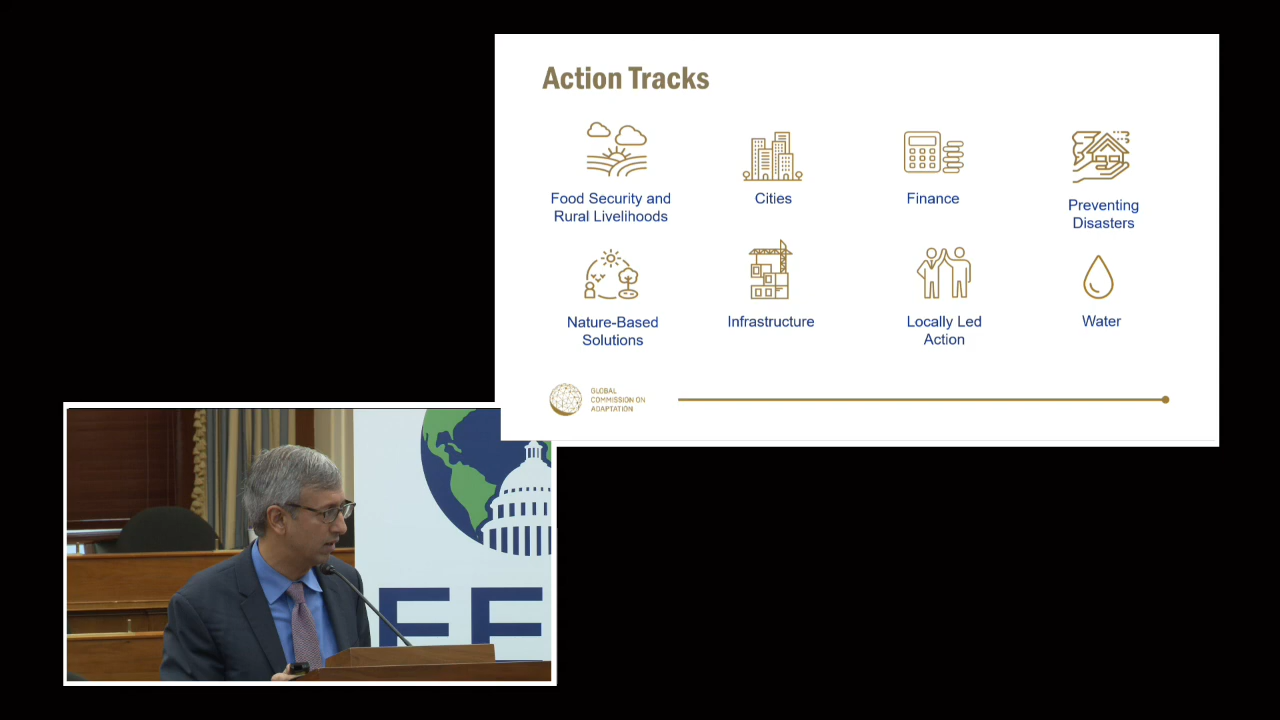 Action Tracks
Food Security and
Rural Livelihoods
Cities
Finance
Preventing
Disasters
Nature-Based
Solutions
Infrastructure
Locally Led
Action
Water
GLOBAL
COMMISSION ON
ADAPTATION
EE